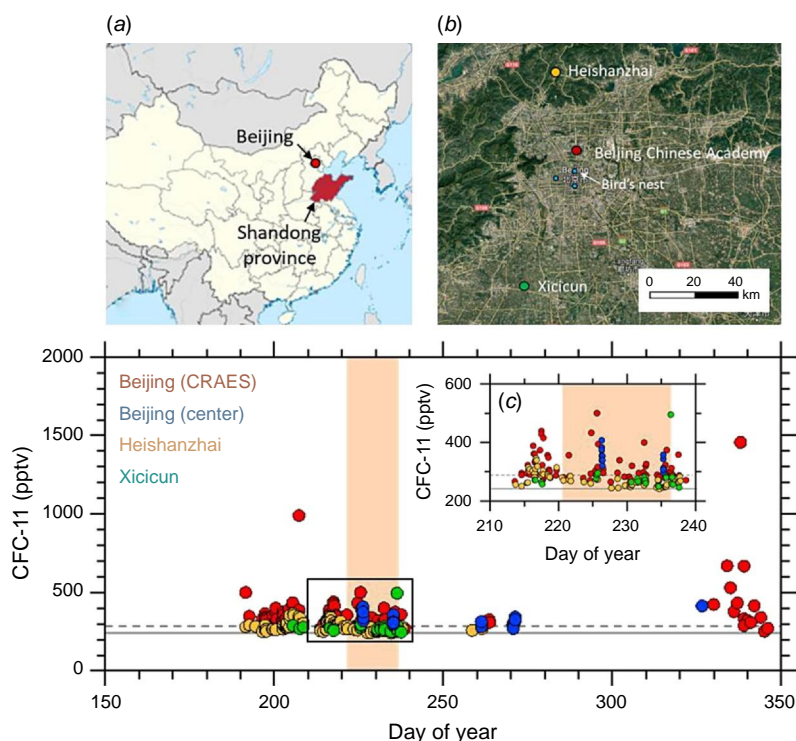 (a)
(b)
Beijing
Shandong
province
Heishanzhai
Beijing Chinese Academy
Beijing
Bird's nest
Xicicun
0 20 40
km
2000
1500
1000
500
0
CFC-11 (pptv)
Beijing (CRAES)
Beijing (center)
Heishanzhai
Xicicun
(c)
600
400
200
CFC-11 (pptv)
210 220 230 240
Day of year
150 200 250 300 350
Day of year